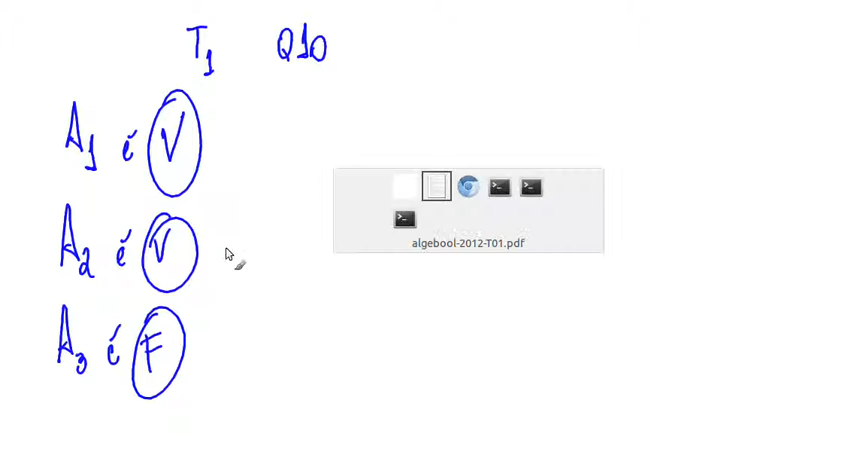 T1 Q10
A1 é V
A2 é V
algebool-2012-T01.pdf
A3 é F